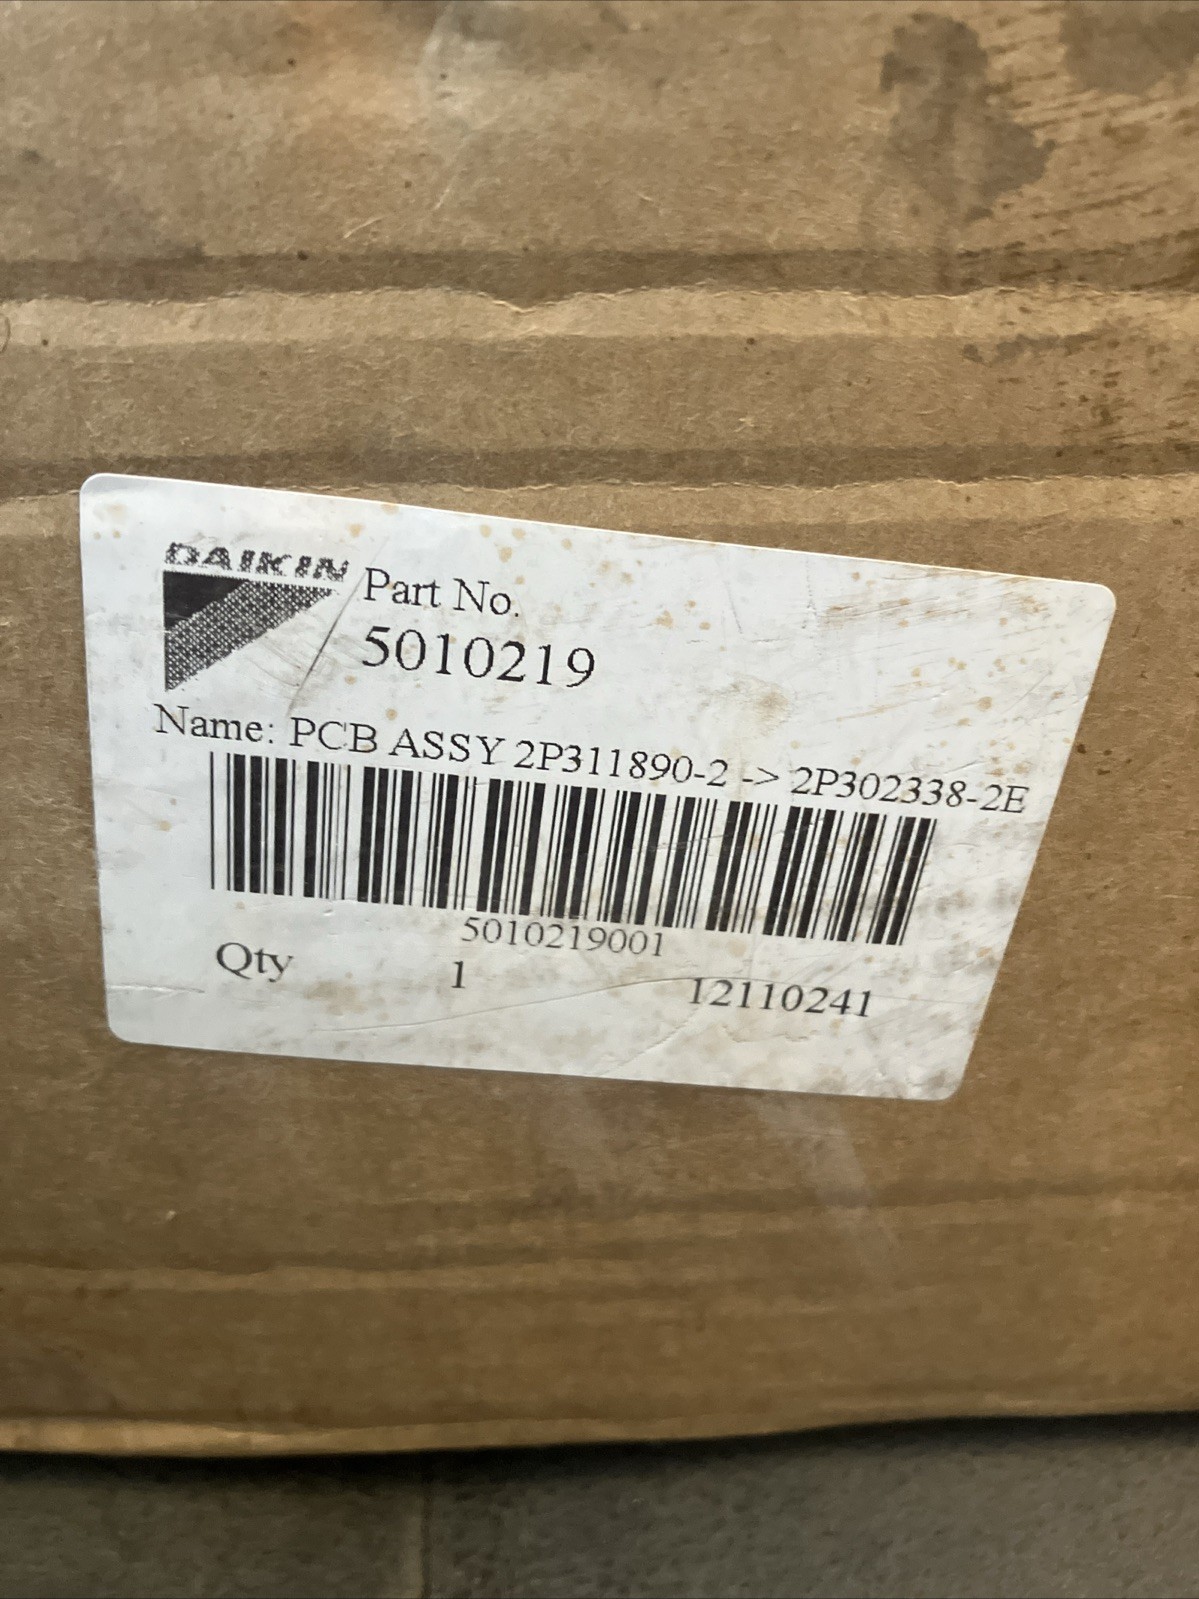 DAIKIN
Part No.
5010219
Name: PCB ASSY 2P311890-2 -> 2P302338-2E
5010219001
Qty 1 12110241